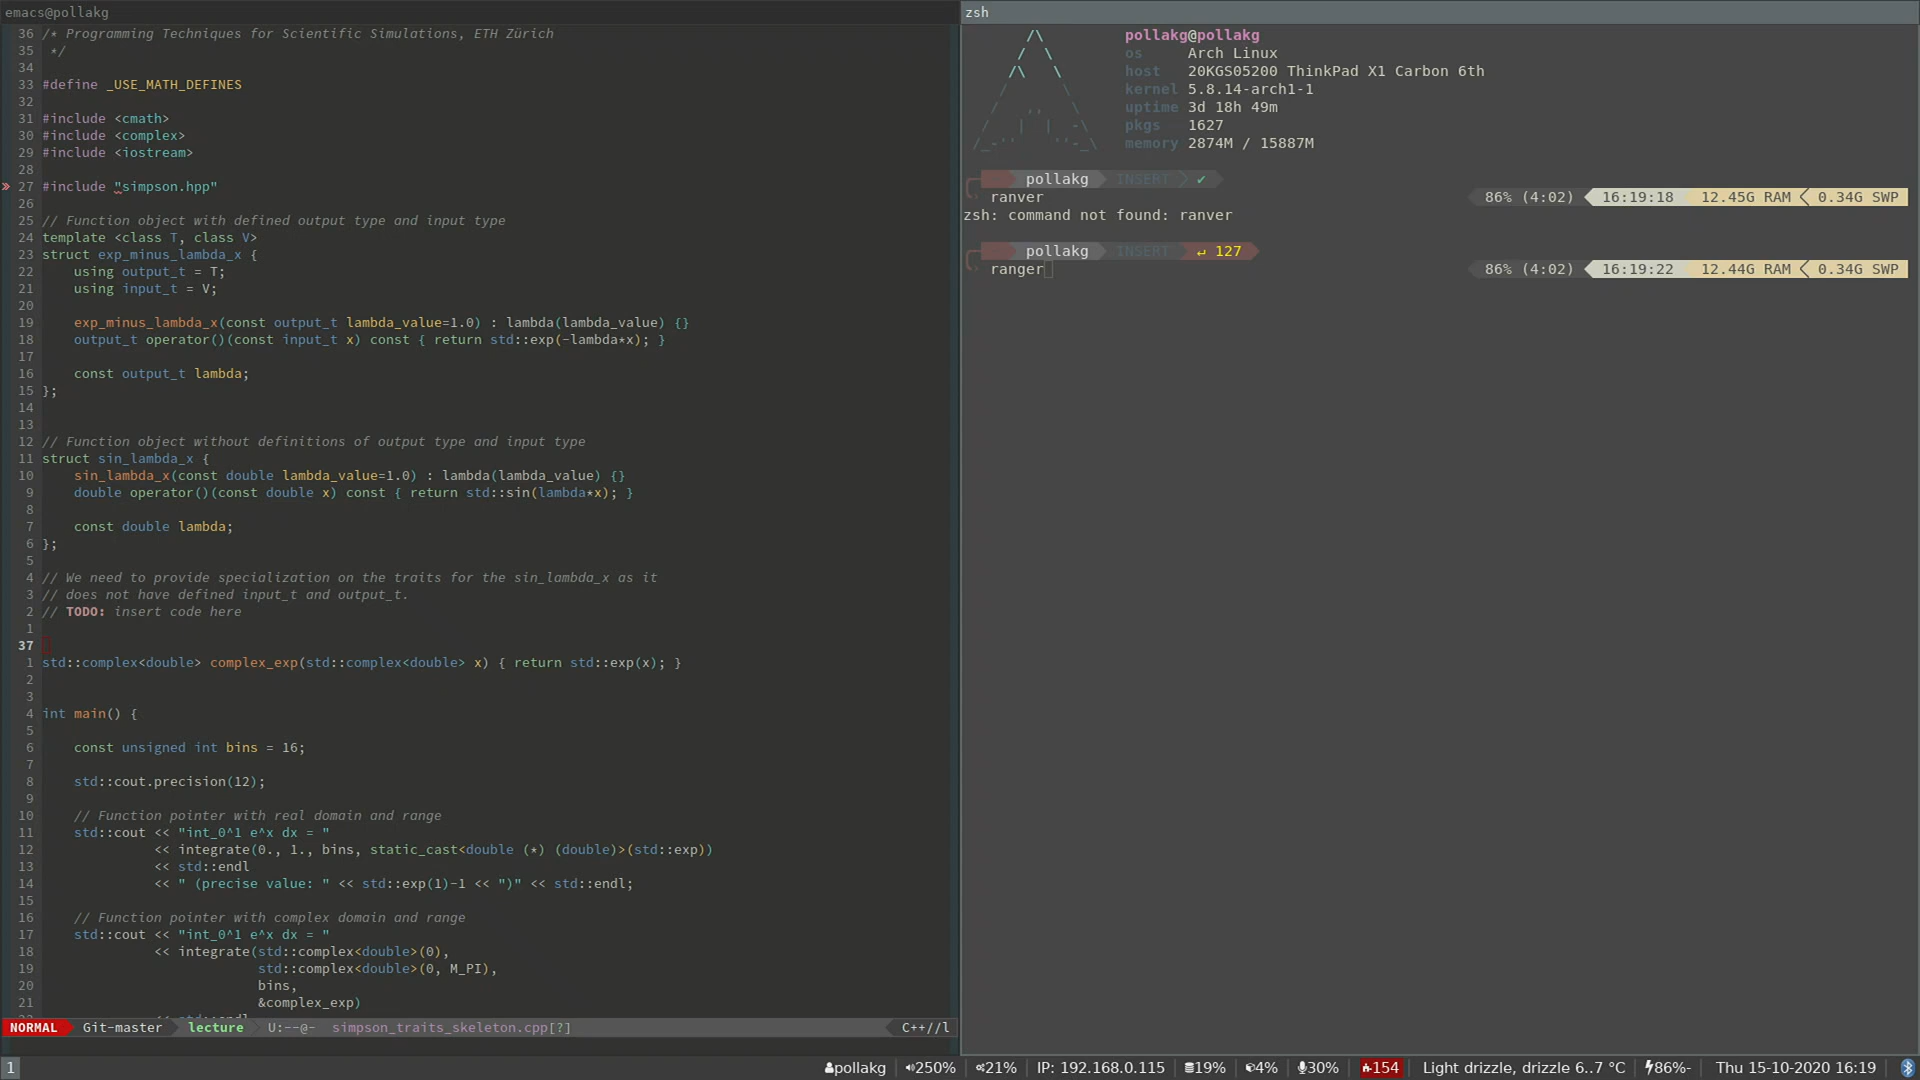 emacs@pollakg
36 /* Programming Techniques for Scientific Simulations, ETH Zürich
35  */
34
33 #define _USE_MATH_DEFINES
32
31 #include <cmath>
30 #include <complex>
29 #include <iostream>
28
» 27 #include "simpson.hpp"
26
25 // Function object with defined output type and input type
24 template <class T, class V>
23 struct exp_minus_lambda_x {
22     using output_t = T;
21     using input_t = V;
20
19     exp_minus_lambda_x(const output_t lambda_value=1.0) : lambda(lambda_value) {}
18     output_t operator()(const input_t x) const { return std::exp(-lambda*x); }
17
16     const output_t lambda;
15 };
14
13
12 // Function object without definitions of output type and input type
11 struct sin_lambda_x {
10     sin_lambda_x(const double lambda_value=1.0) : lambda(lambda_value) {}
9     double operator()(const double x) const { return std::sin(lambda*x); }
8
7     const double lambda;
6 };
5
4 // We need to provide specialization on the traits for the sin_lambda_x as it
3 // does not have defined input_t and output_t.
2 // TODO: insert code here
1
37
1 std::complex<double> complex_exp(std::complex<double> x) { return std::exp(x); }
2
3
4 int main() {
5
6     const unsigned int bins = 16;
7
8     std::cout.precision(12);
9
10     // Function pointer with real domain and range
11     std::cout << "int_0^1 e^x dx = "
12               << integrate(0., 1., bins, static_cast<double (*) (double)>(std::exp))
13               << std::endl
14               << " (precise value: " << std::exp(1)-1 << ")" << std::endl;
15
16     // Function pointer with complex domain and range
17     std::cout << "int_0^1 e^x dx = "
18               << integrate(std::complex<double>(0),
19                            std::complex<double>(0, M_PI),
20                            bins,
21                            &complex_exp)
22               << std::endl
NORMAL Git-master lecture U:--@- simpson_traits_skeleton.cpp[?] C++//l
zsh
pollakg@pollakg
os Arch Linux
host 20KGS05200 ThinkPad X1 Carbon 6th
kernel 5.8.14-arch1-1
uptime 3d 18h 49m
pkgs 1627
memory 2874M / 15887M
pollakg INSERT ✔
ranver 86% (4:02) 16:19:18 12.45G RAM 0.34G SWP
zsh: command not found: ranver
pollakg INSERT ↵ 127
ranger 86% (4:02) 16:19:22 12.44G RAM 0.34G SWP
1 pollakg 250% 21% IP: 192.168.0.115 19% 4% 30% 154 Light drizzle, drizzle 6..7 °C 86%- Thu 15-10-2020 16:19